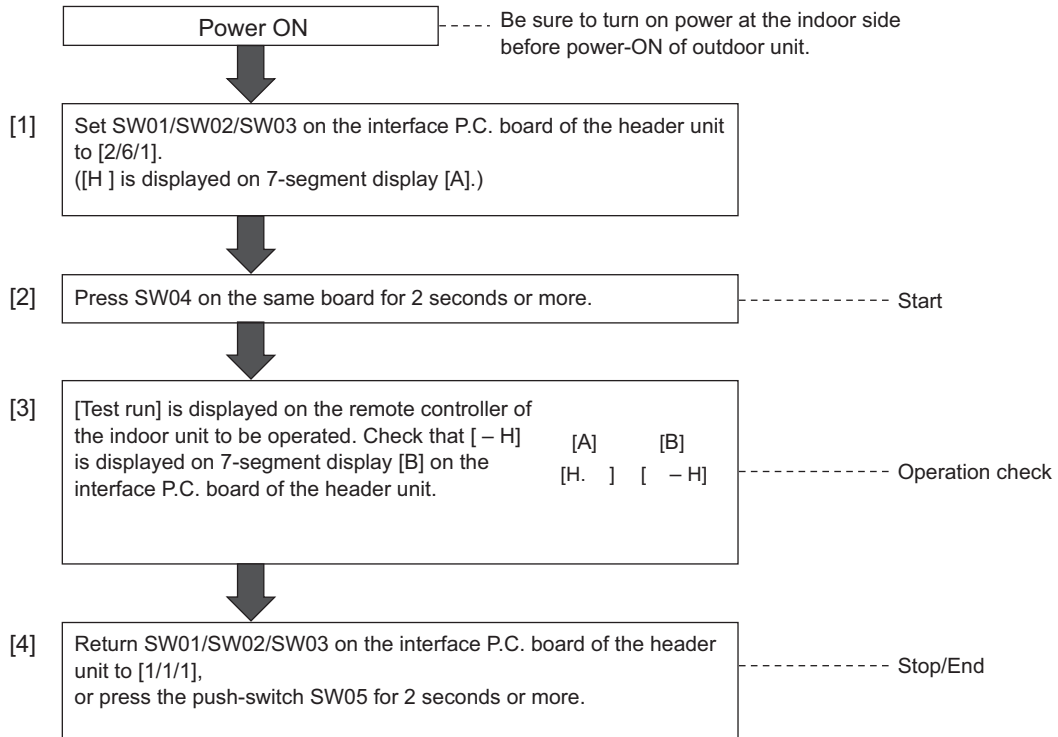 Power ON
Be sure to turn on power at the indoor side
before power-ON of outdoor unit.
[1]
Set SW01/SW02/SW03 on the interface P.C. board of the header unit
to [2/6/1].
([H ] is displayed on 7-segment display [A].)
[2]
Press SW04 on the same board for 2 seconds or more.
Start
[3]
[Test run] is displayed on the remote controller of
the indoor unit to be operated. Check that [ – H]
is displayed on 7-segment display [B] on the
interface P.C. board of the header unit.
[A] [B]
[H. ] [ – H]
Operation check
[4]
Return SW01/SW02/SW03 on the interface P.C. board of the header
unit to [1/1/1],
or press the push-switch SW05 for 2 seconds or more.
Stop/End